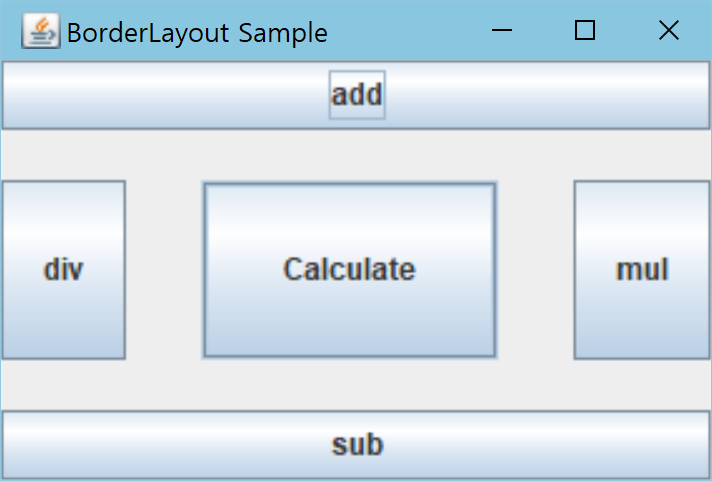 BorderLayout Sample
add
div Calculate mul
sub